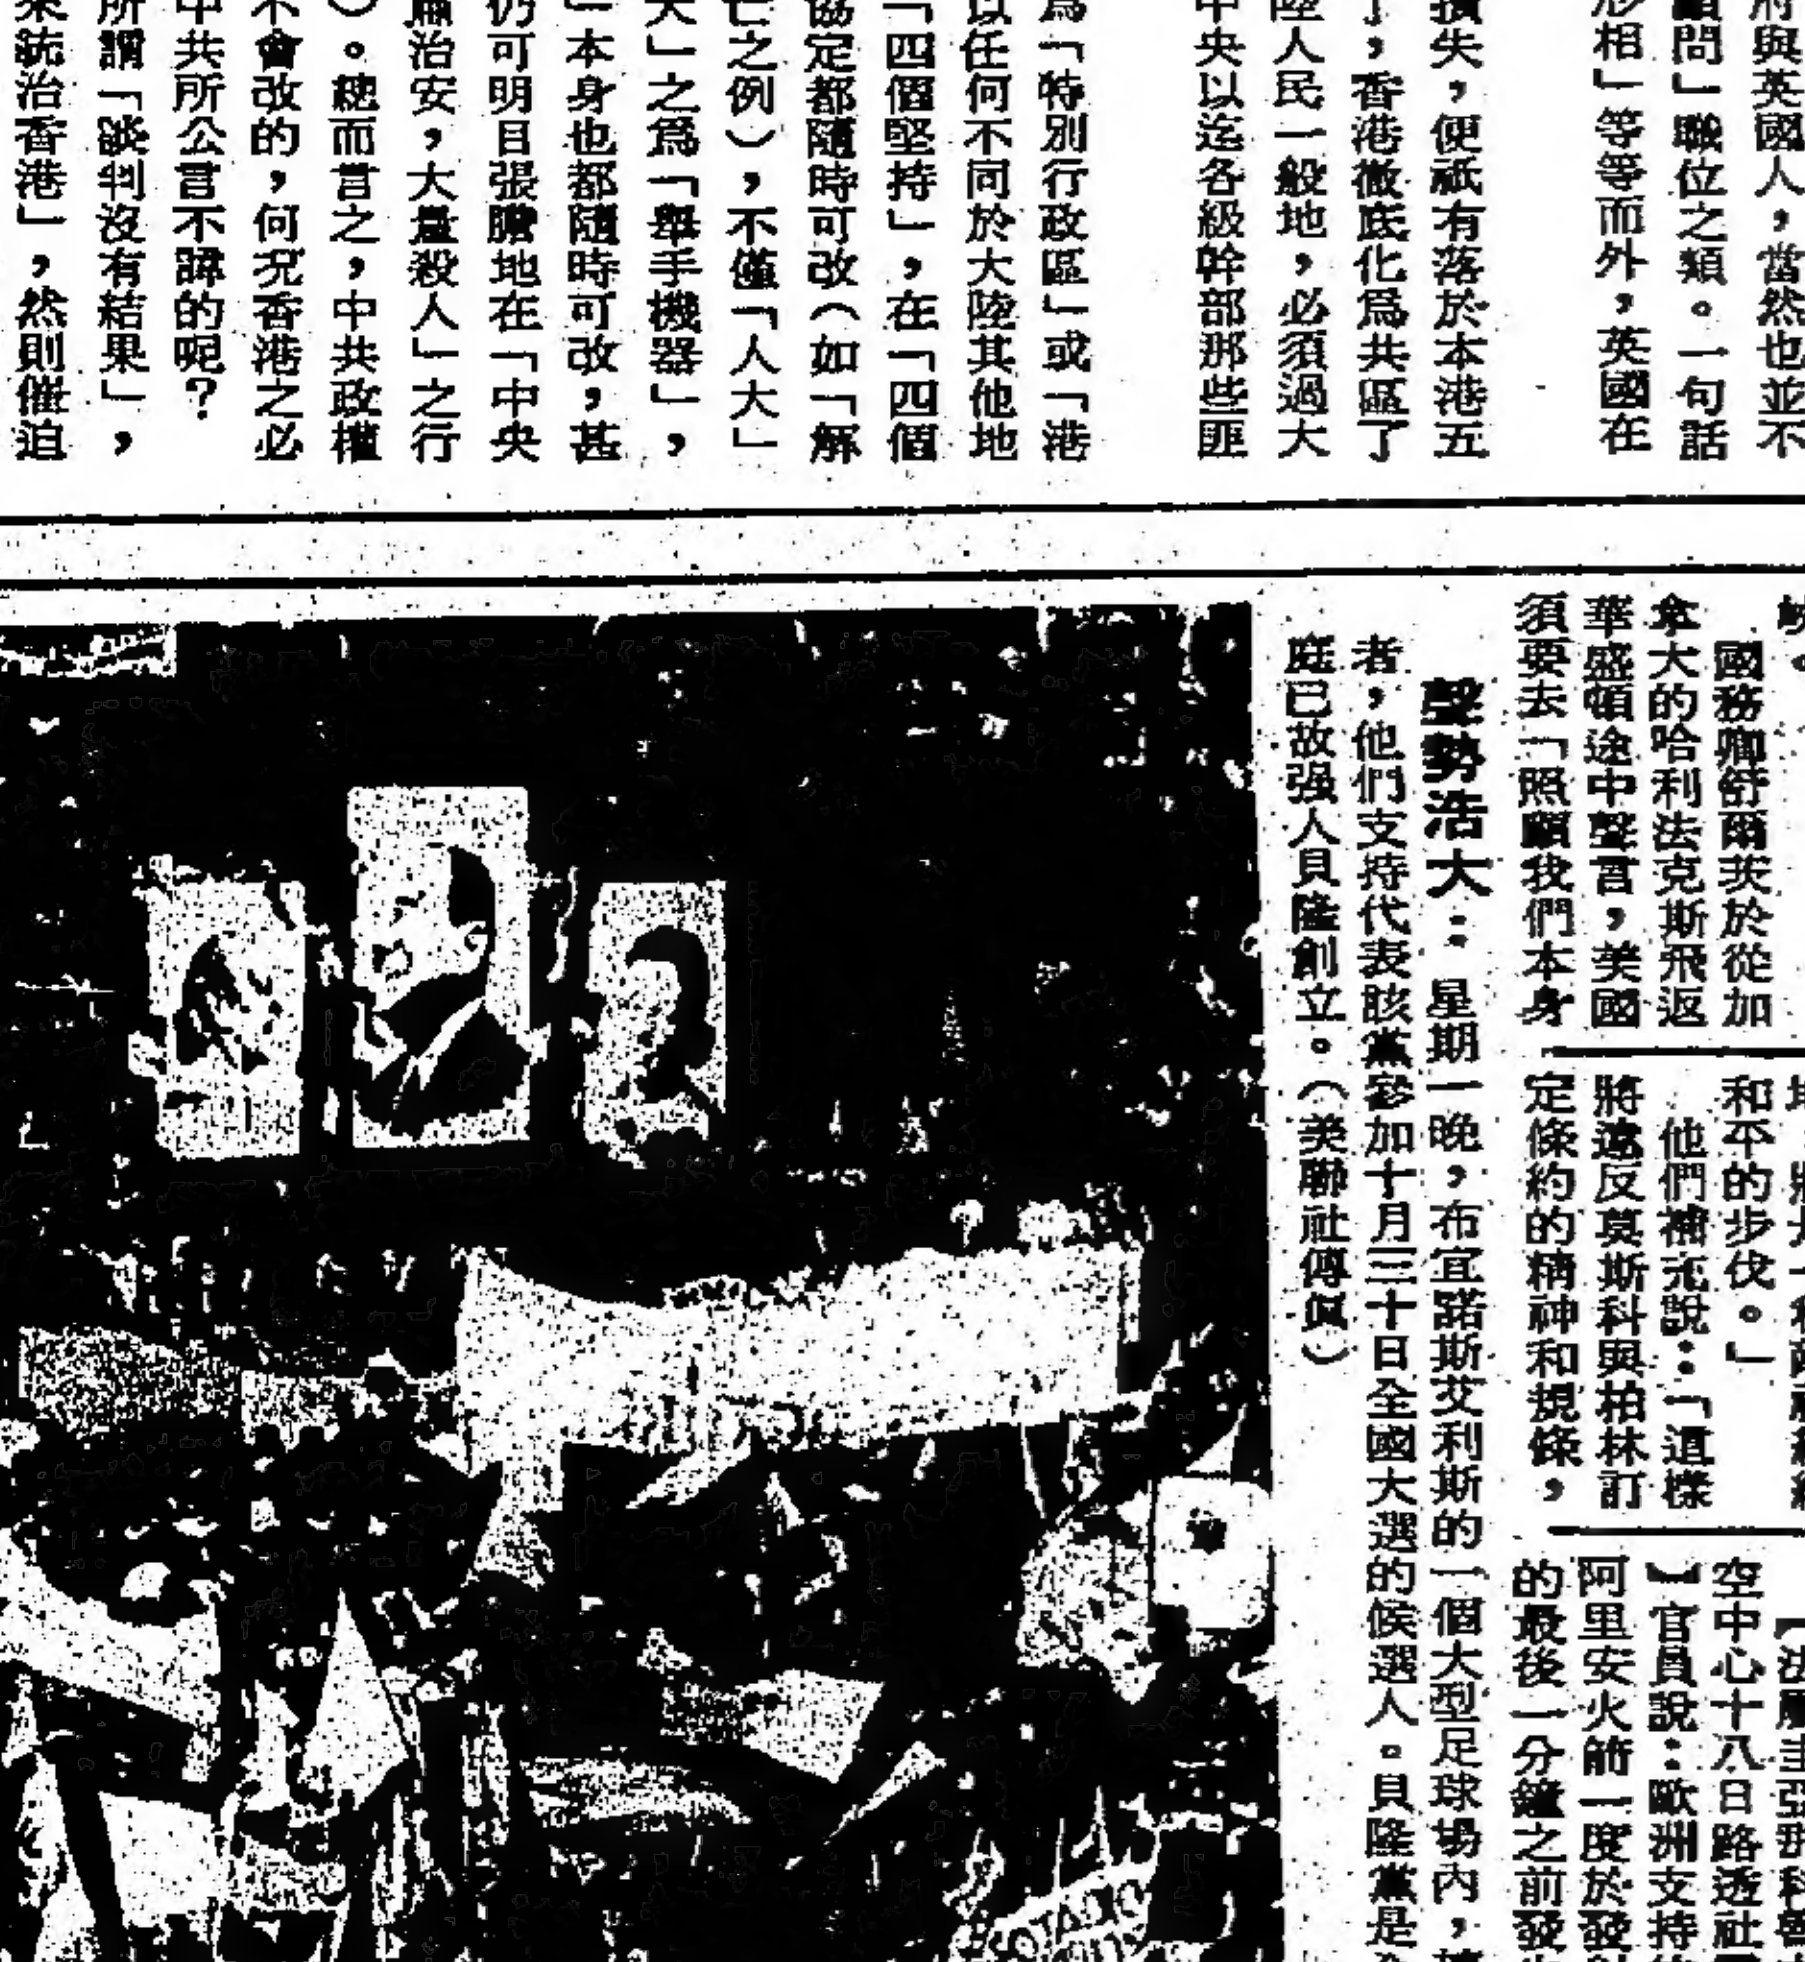 府與英國人，當然也並不
顧問」職位之類。一句話
形相」等等而外，英國在
損失，便祇有落於本港五
了，香港徹底化爲共區了
陸人民一般地，必須過大
中央以迄各級幹部那些匪
爲「特別行政區」或「港
以任何不同於大陸其他地
「四個堅持」，在「四個
協定都隨時可改（如「解
亡之例），不僅「人大」
大」之爲「舉手機器」，
」本身也都隨時可改，甚
仍可明目張膽地在「中央
治安，大量殺人」之行
）。總而言之，中共政權
不會改的，何況香港之必
中共所公言不諱的呢？
所謂「談判沒有結果」，
來統治香港」，然則催迫
峽。
國務卿舒爾茨於從加
拿大的哈利法克斯飛返
華盛頓途中聲言，美國
須要去「照顧我們本身
和平的步伐。」
他們補充說：「這樣
將違反莫斯科與柏林訂
定條約的精神和規條，
空中心十八日路透社
】官員說：歐洲支持
阿里安火箭一度於發
的最後一分鐘之前發
聲勢浩大：星期一晚，布宜諾斯艾利斯的一個大型足球場內，
者，他們支持代表該黨參加十月三十日全國大選的候選人。貝隆黨是
庭已故强人貝隆創立。（美聯社傳眞）